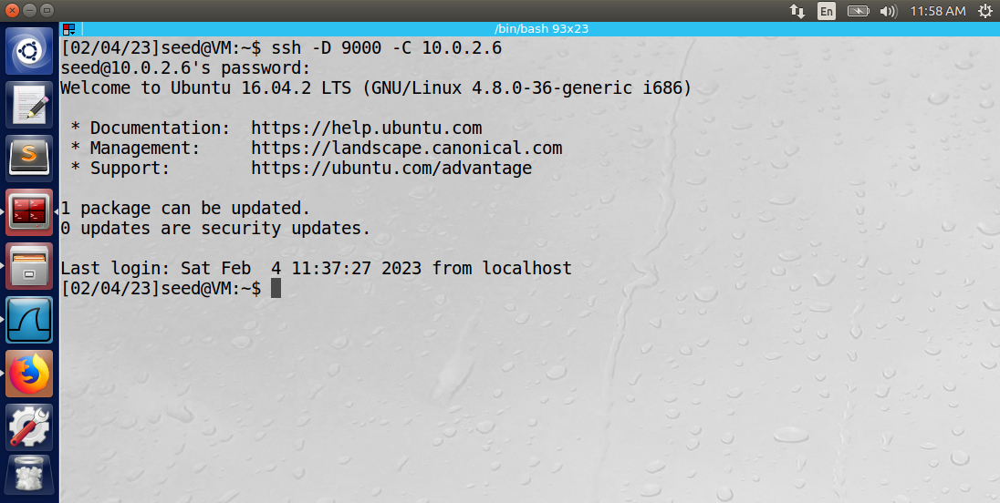 En
11:58 AM
/bin/bash 93x23
[02/04/23]seed@VM:~$ ssh -D 9000 -C 10.0.2.6
seed@10.0.2.6's password:
Welcome to Ubuntu 16.04.2 LTS (GNU/Linux 4.8.0-36-generic i686)
* Documentation:  https://help.ubuntu.com
* Management:     https://landscape.canonical.com
* Support:        https://ubuntu.com/advantage
1 package can be updated.
0 updates are security updates.
Last login: Sat Feb  4 11:37:27 2023 from localhost
[02/04/23]seed@VM:~$